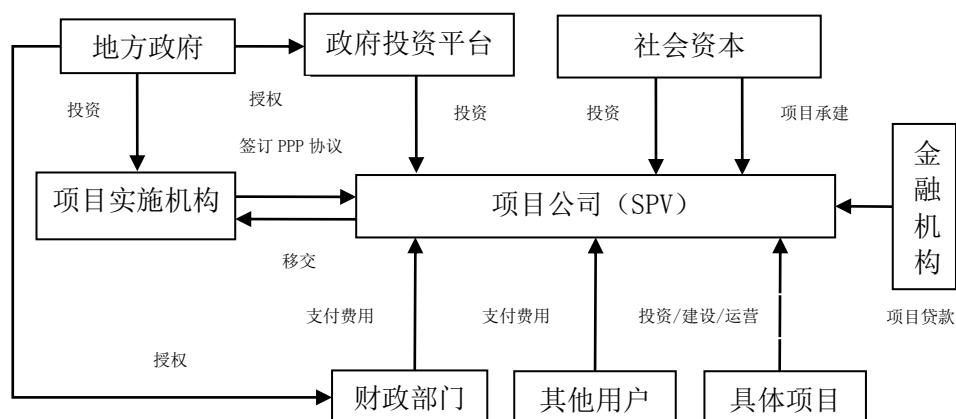 地方政府
政府投资平台
社会资本
投资
授权
投资
投资
项目承建
签订 PPP 协议
金融机构
项目实施机构
项目公司（SPV）
移交
支付费用
支付费用
投资/建设/运营
项目贷款
授权
财政部门
其他用户
具体项目